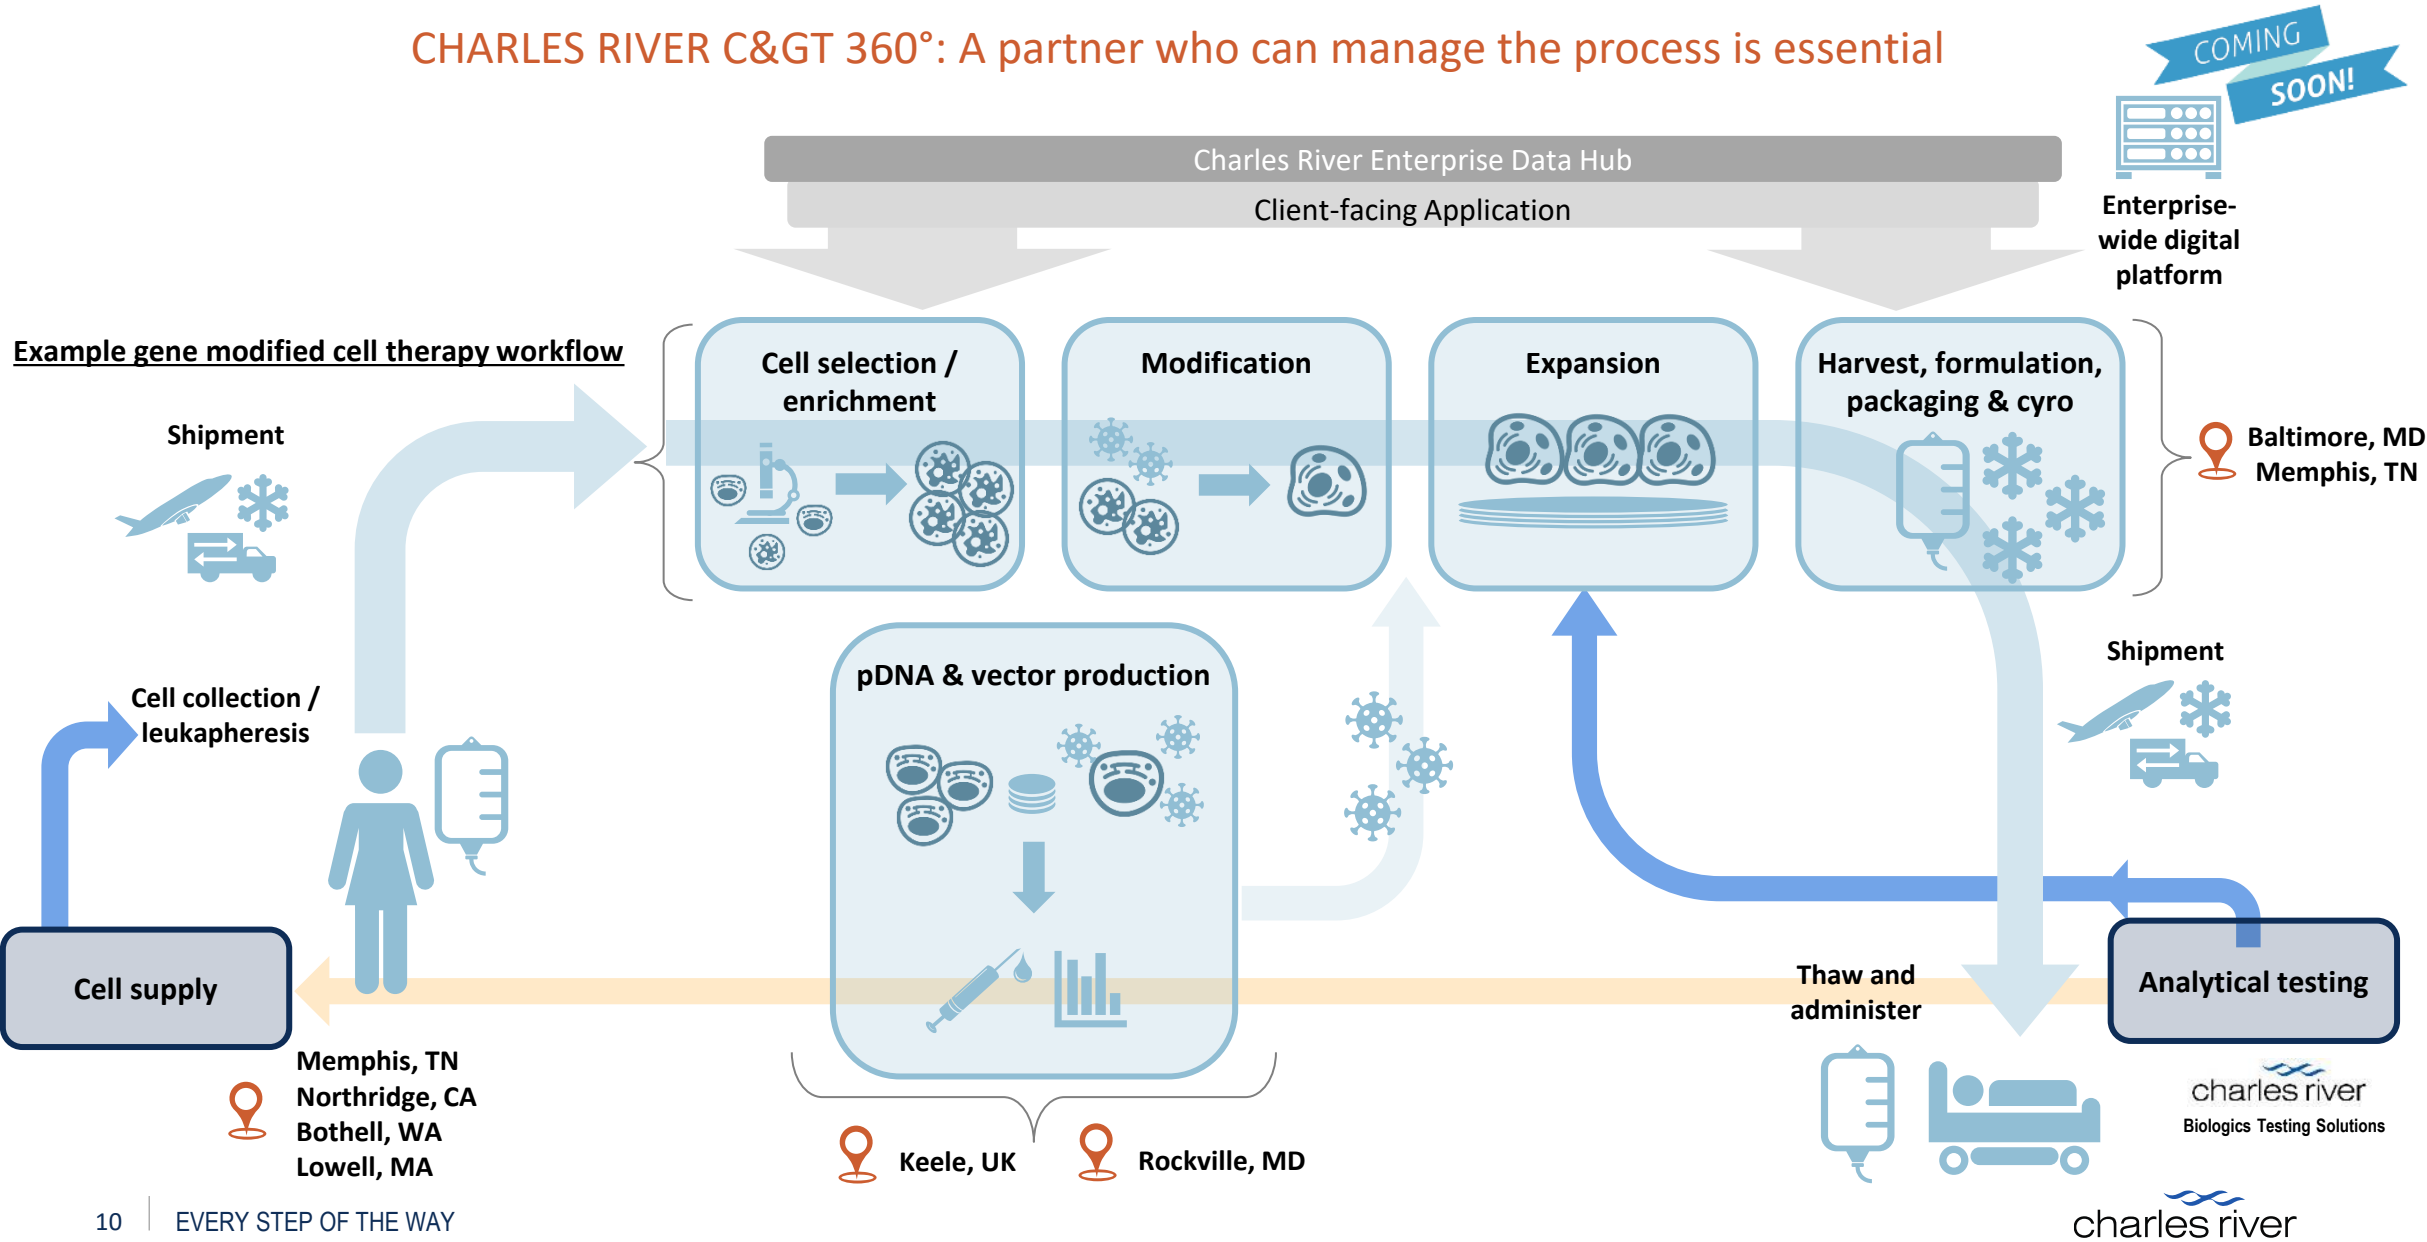 CHARLES RIVER C&GT 360°: A partner who can manage the process is essential
COMING
SOON!
Charles River Enterprise Data Hub
Client-facing Application
Enterprise-
wide digital
platform
Example gene modified cell therapy workflow
Shipment
Cell selection /
enrichment
Modification
Expansion
Harvest, formulation,
packaging & cyro
Baltimore, MD
Memphis, TN
Cell collection /
leukapheresis
pDNA & vector production
Shipment
Cell supply
Thaw and
administer
Analytical testing
Memphis, TN
Northridge, CA
Bothell, WA
Lowell, MA
Keele, UK
Rockville, MD
charles river
Biologics Testing Solutions
10
EVERY STEP OF THE WAY
charles river